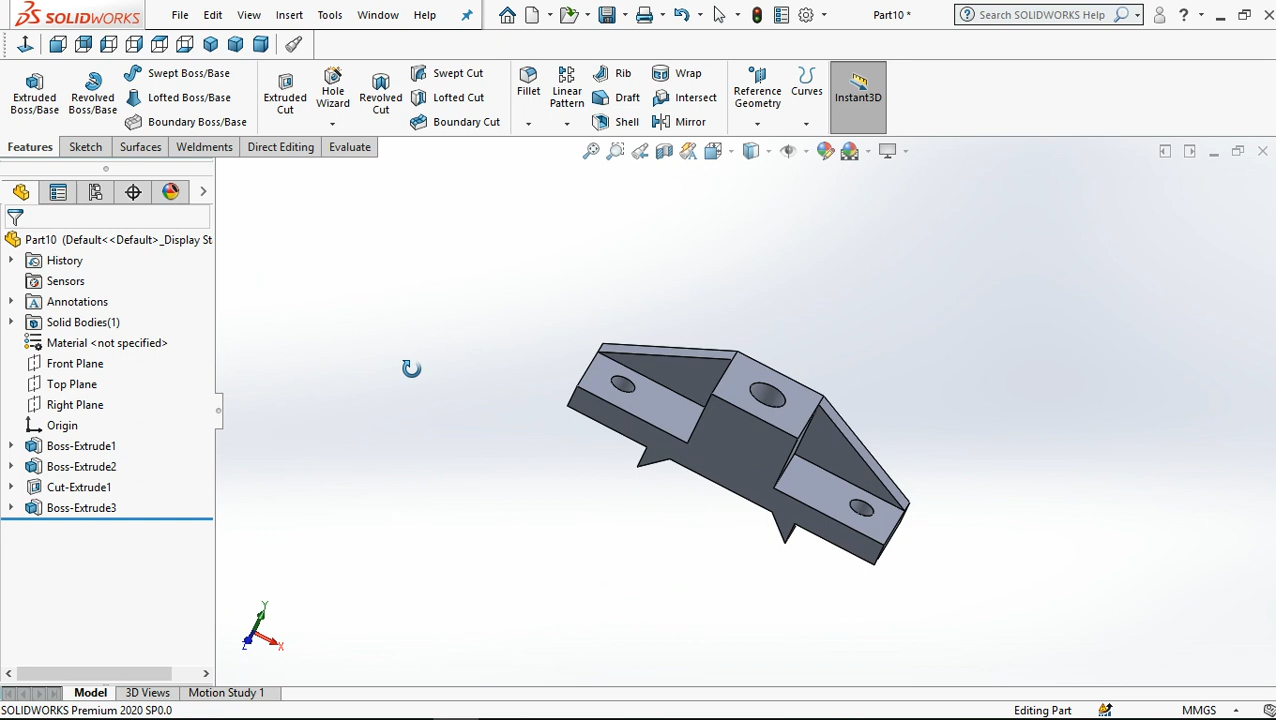 SOLIDWORKS File Edit View Insert Tools Window Help Part10 * Search SOLIDWORKS Help ?
Extruded Boss/Base
Revolved Boss/Base
Swept Boss/Base
Lofted Boss/Base
Boundary Boss/Base
Extruded Cut
Hole Wizard
Revolved Cut
Swept Cut
Lofted Cut
Boundary Cut
Fillet
Linear Pattern
Rib
Draft
Shell
Wrap
Intersect
Mirror
Reference Geometry
Curves
Instant3D
Features Sketch Surfaces Weldments Direct Editing Evaluate
Part10 (Default<<Default>_Display St
History
Sensors
Annotations
Solid Bodies(1)
Material <not specified>
Front Plane
Top Plane
Right Plane
Origin
Boss-Extrude1
Boss-Extrude2
Cut-Extrude1
Boss-Extrude3
Y
Z X
Model 3D Views Motion Study 1
SOLIDWORKS Premium 2020 SP0.0 Editing Part MMGS